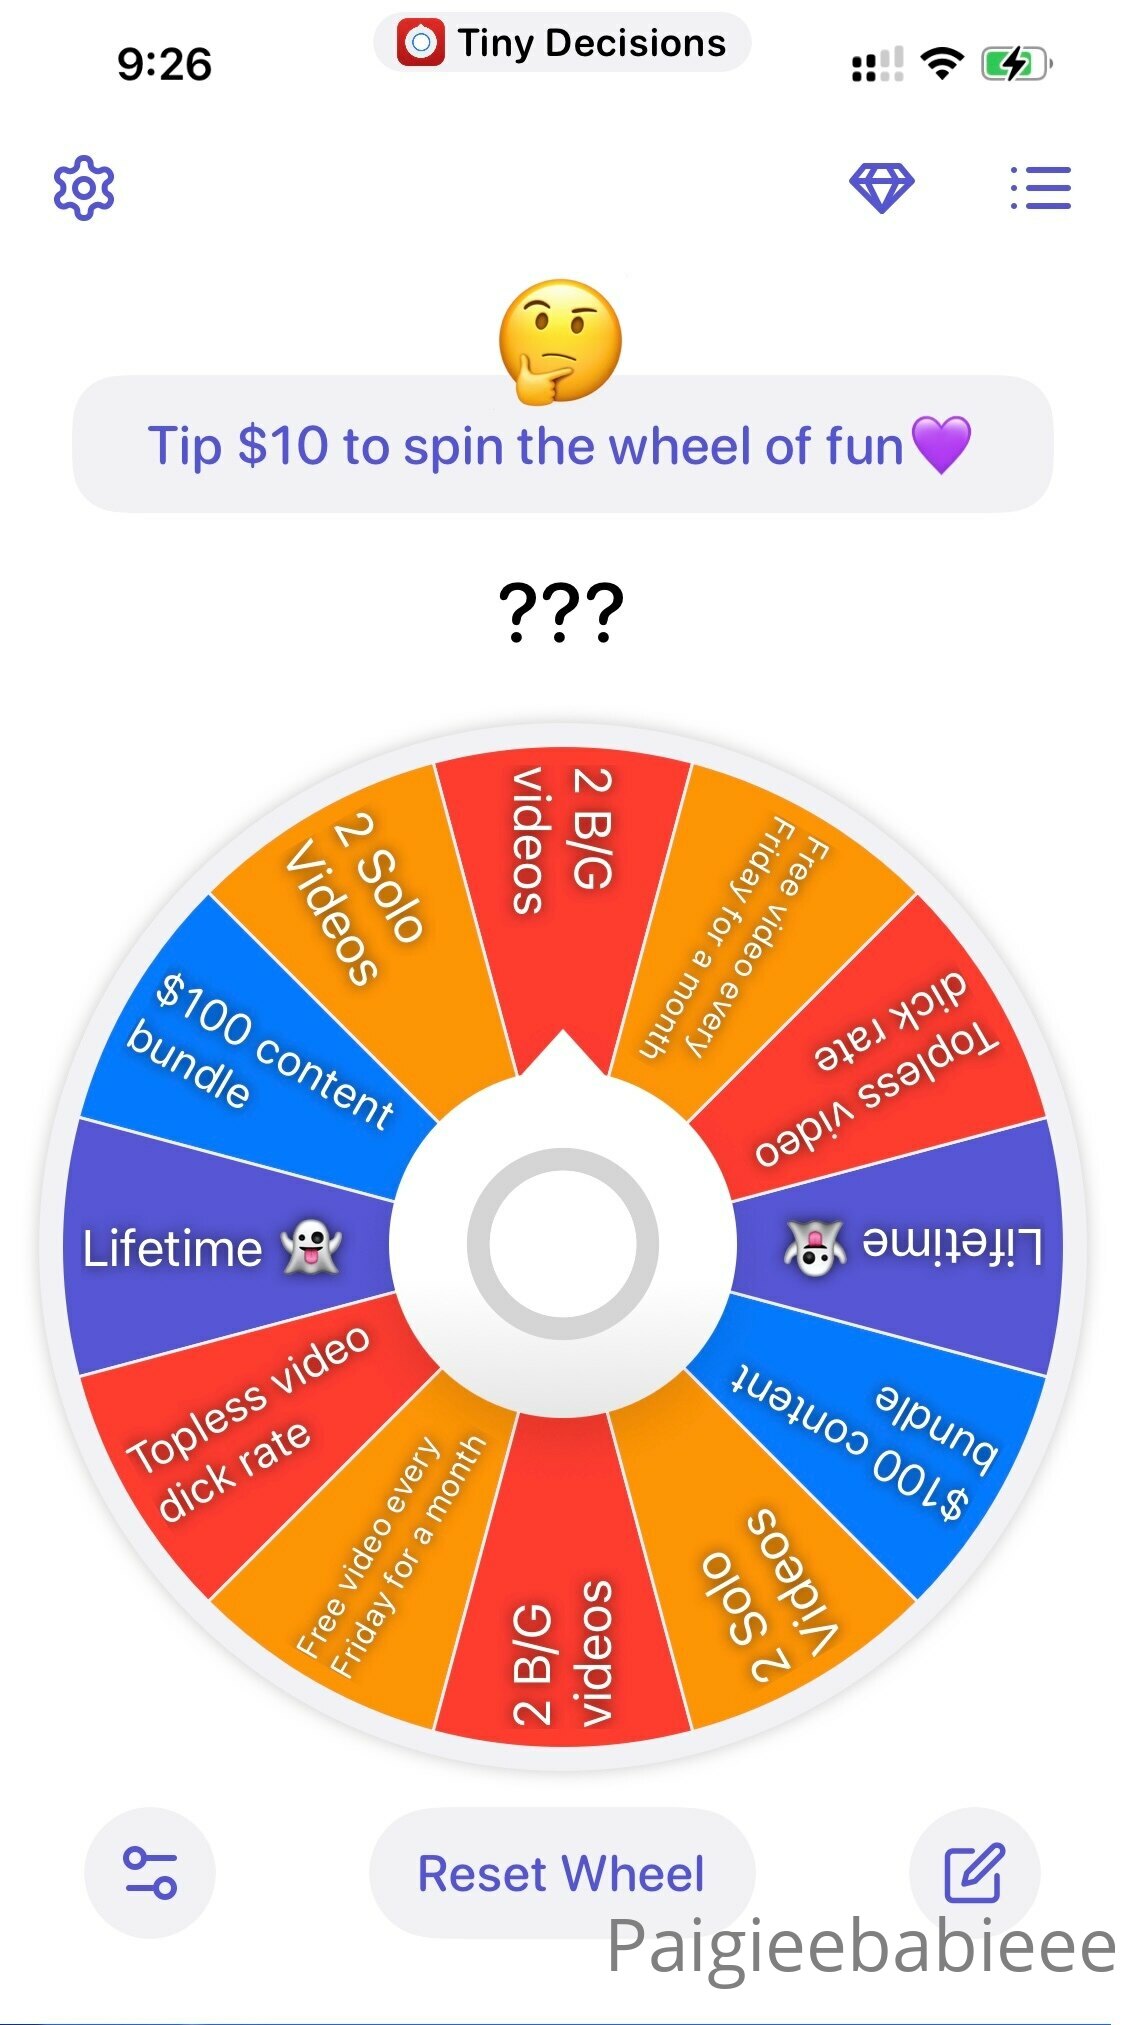 9:26
Tiny Decisions
Tip $10 to spin the wheel of fun💜
???
2 B/G
videos
Free video every
Friday for a month
Topless video
dick rate
Lifetime 👻
$100 content
bundle
2 Solo
Videos
2 B/G
videos
Free video every
Friday for a month
Topless video
dick rate
Lifetime 👻
$100 content
bundle
2 Solo
Videos
Reset Wheel
Paigieebabieee